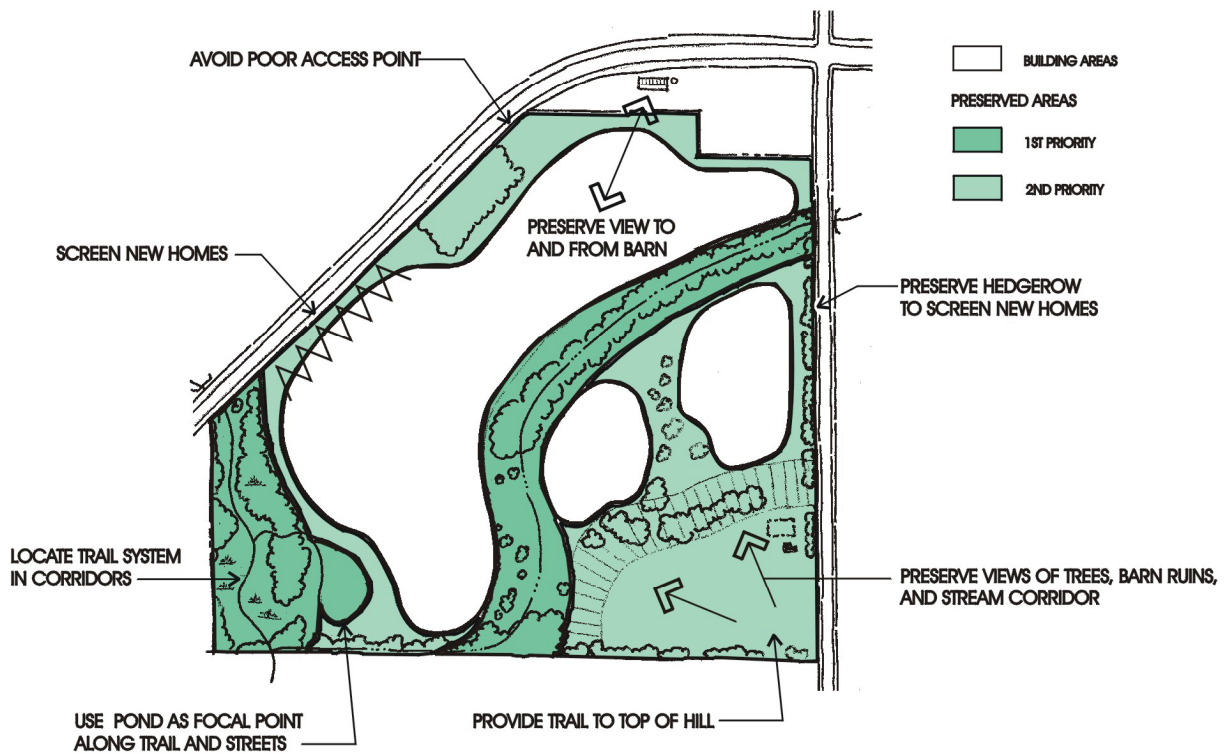 AVOID POOR ACCESS POINT
BUILDING AREAS
PRESERVED AREAS
1ST PRIORITY
2ND PRIORITY
PRESERVE VIEW TO
AND FROM BARN
SCREEN NEW HOMES
PRESERVE HEDGEROW
TO SCREEN NEW HOMES
LOCATE TRAIL SYSTEM
IN CORRIDORS
PRESERVE VIEWS OF TREES, BARN RUINS,
AND STREAM CORRIDOR
USE POND AS FOCAL POINT
ALONG TRAIL AND STREETS
PROVIDE TRAIL TO TOP OF HILL